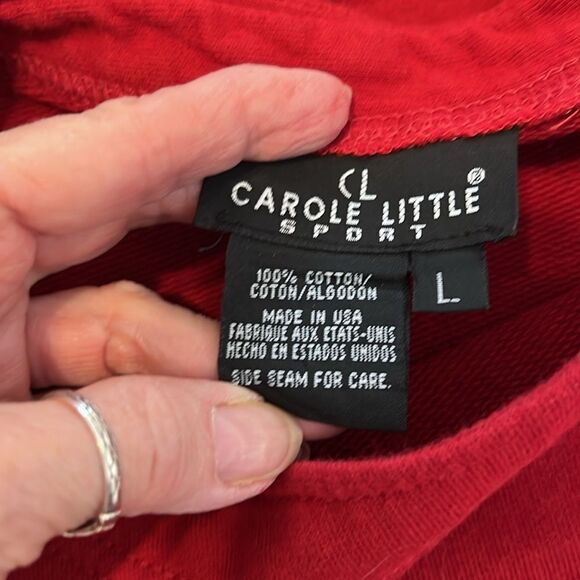 CL
CAROLE LITTLE ®
SPORT
L
100% COTTON/
COTON/ALGODON
MADE IN USA
FABRIQUE AUX ETATS-UNIS
HECHO EN ESTADOS UNIDOS
SIDE SEAM FOR CARE.